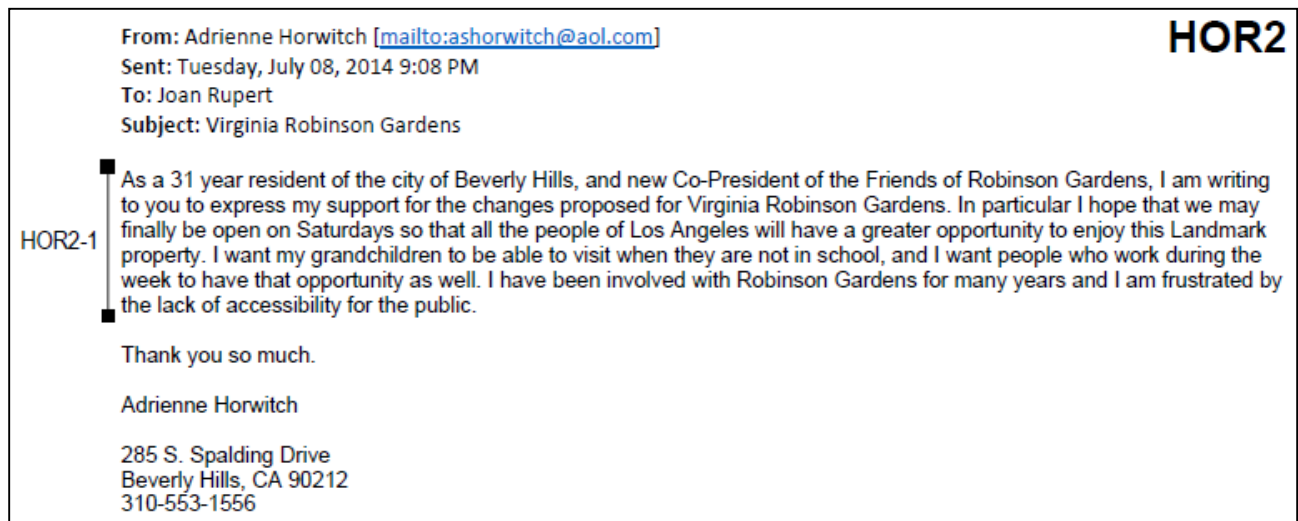 From: Adrienne Horwitch [mailto:ashorwitch@aol.com]
HOR2
Sent: Tuesday, July 08, 2014 9:08 PM
To: Joan Rupert
Subject: Virginia Robinson Gardens
As a 31 year resident of the city of Beverly Hills, and new Co-President of the Friends of Robinson Gardens, I am writing
to you to express my support for the changes proposed for Virginia Robinson Gardens. In particular I hope that we may
HOR2-1
finally be open on Saturdays so that all the people of Los Angeles will have a greater opportunity to enjoy this Landmark
property. I want my grandchildren to be able to visit when they are not in school, and I want people who work during the
week to have that opportunity as well. I have been involved with Robinson Gardens for many years and I am frustrated by
the lack of accessibility for the public.
Thank you so much.
Adrienne Horwitch
285 S. Spalding Drive
Beverly Hills, CA 90212
310-553-1556